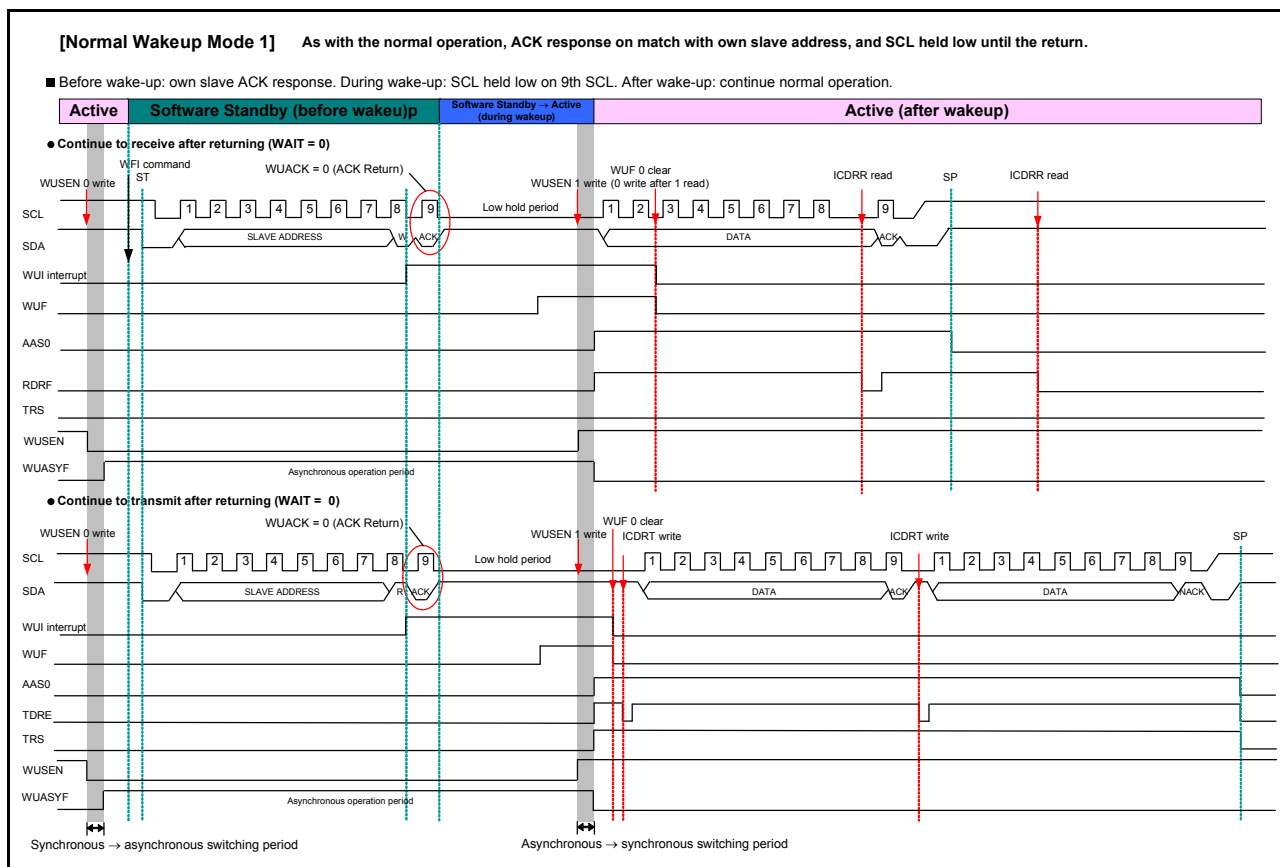 [Normal Wakeup Mode 1] As with the normal operation, ACK response on match with own slave address, and SCL held low until the return.
■ Before wake-up: own slave ACK response. During wake-up: SCL held low on 9th SCL. After wake-up: continue normal operation.
Active Software Standby (before wakeu)p Software Standby → Active (during wakeup) Active (after wakeup)
● Continue to receive after returning (WAIT = 0)
WFI command
WUSEN 0 write ST WUACK = 0 (ACK Return) WUSEN 1 write WUF 0 clear (0 write after 1 read) ICDRR read SP ICDRR read
SCL 1 2 3 4 5 6 7 8 9 Low hold period 1 2 3 4 5 6 7 8 9
SDA SLAVE ADDRESS W ACK DATA ACK
WUI interrupt
WUF
AAS0
RDRF
TRS
WUSEN
WUASYF Asynchronous operation period
● Continue to transmit after returning (WAIT = 0)
WUSEN 0 write WUACK = 0 (ACK Return) WUSEN 1 write WUF 0 clear ICDRT write ICDRT write SP
SCL 1 2 3 4 5 6 7 8 9 Low hold period 1 2 3 4 5 6 7 8 9 1 2 3 4 5 6 7 8 9
SDA SLAVE ADDRESS R ACK DATA ACK DATA NACK
WUI interrupt
WUF
AAS0
TDRE
TRS
WUSEN
WUASYF Asynchronous operation period
Synchronous → asynchronous switching period Asynchronous → synchronous switching period